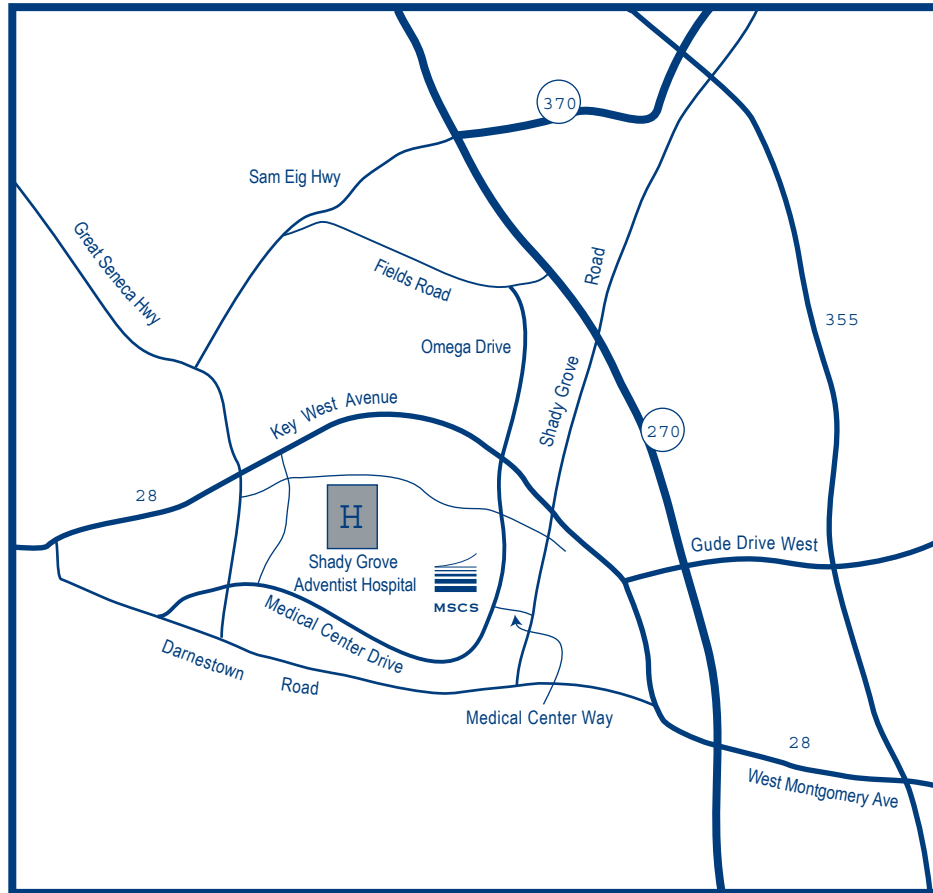 370
Sam Eig Hwy
Great Seneca Hwy
Fields Road
Road
355
Omega Drive
Shady Grove
Key West Avenue
270
28
H
Gude Drive West
Shady Grove
Adventist Hospital
MSCS
Medical Center Drive
Darnestown Road
Medical Center Way
28
West Montgomery Ave